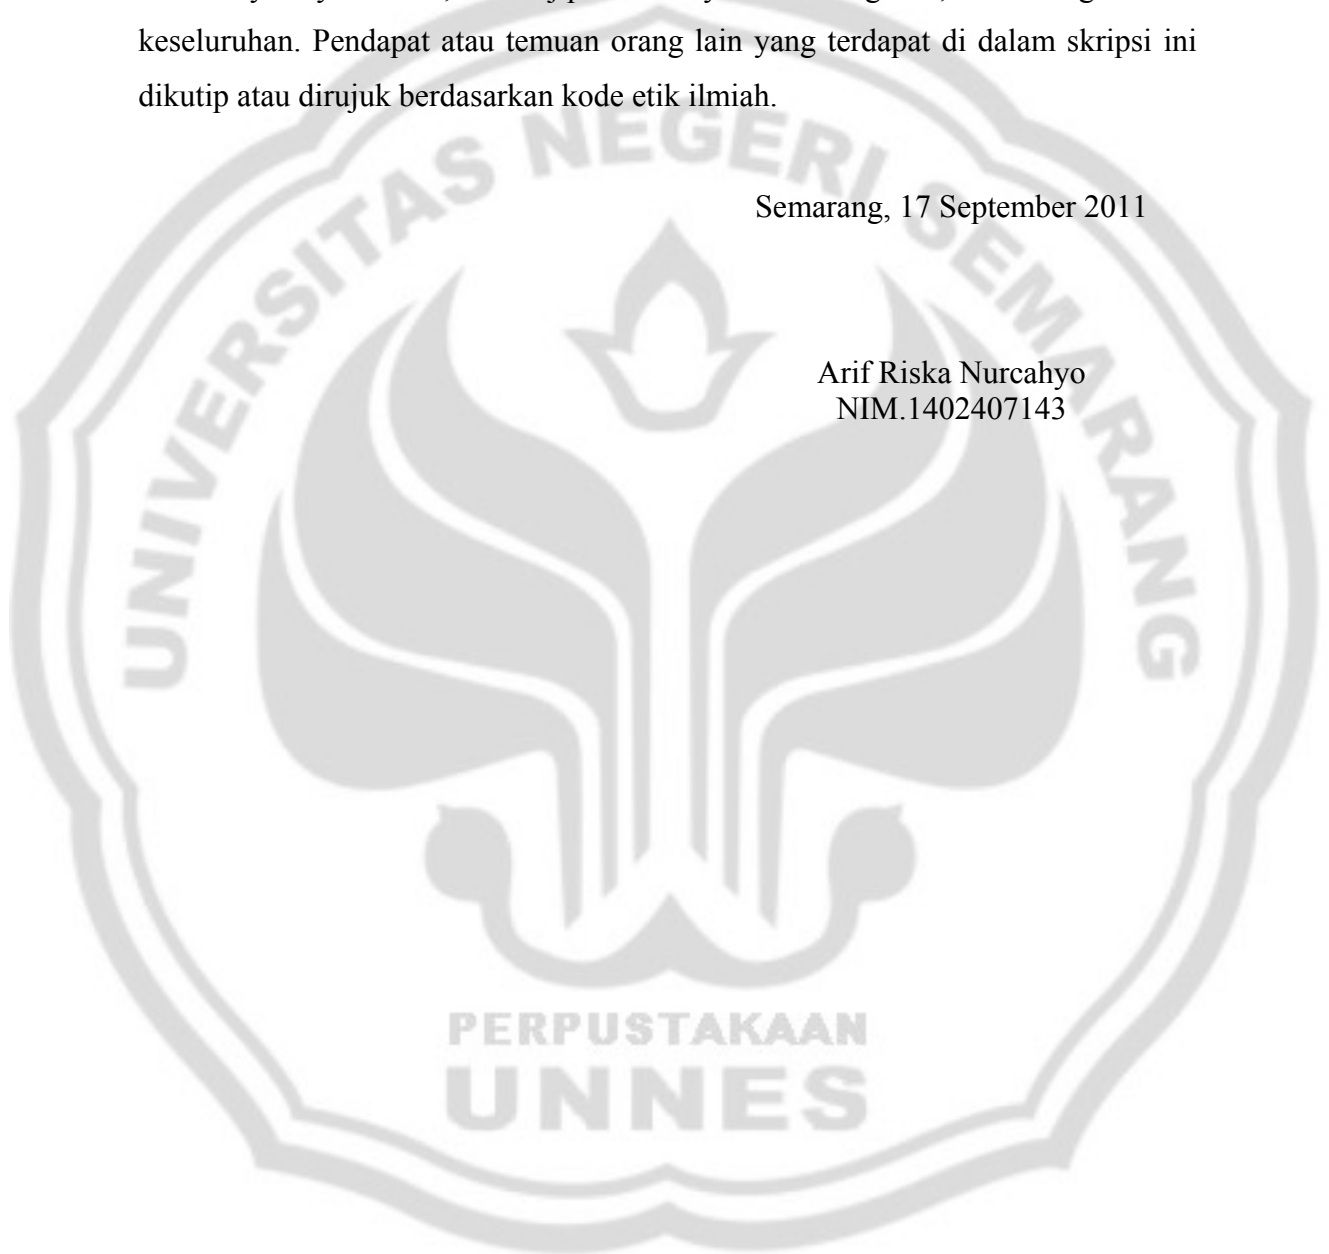 keseluruhan. Pendapat atau temuan orang lain yang terdapat di dalam skripsi ini
dikutip atau dirujuk berdasarkan kode etik ilmiah.
UNIVERSITAS NEGERI SEMARANG
Semarang, 17 September 2011
Arif Riska Nurcahyo
NIM.1402407143
PERPUSTAKAAN
UNNES